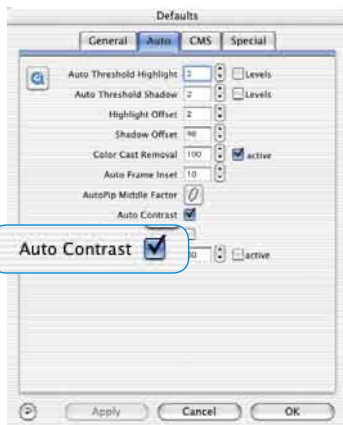 Defaults
General Auto CMS Special
Auto Threshold Highlight 2 Levels
Auto Threshold Shadow 2 Levels
Highlight Offset 2
Shadow Offset 98
Color Cast Removal 100 active
Auto Frame Inset 10
AutoPip Middle Factor
Auto Contrast
Auto Contrast
active
Apply Cancel OK